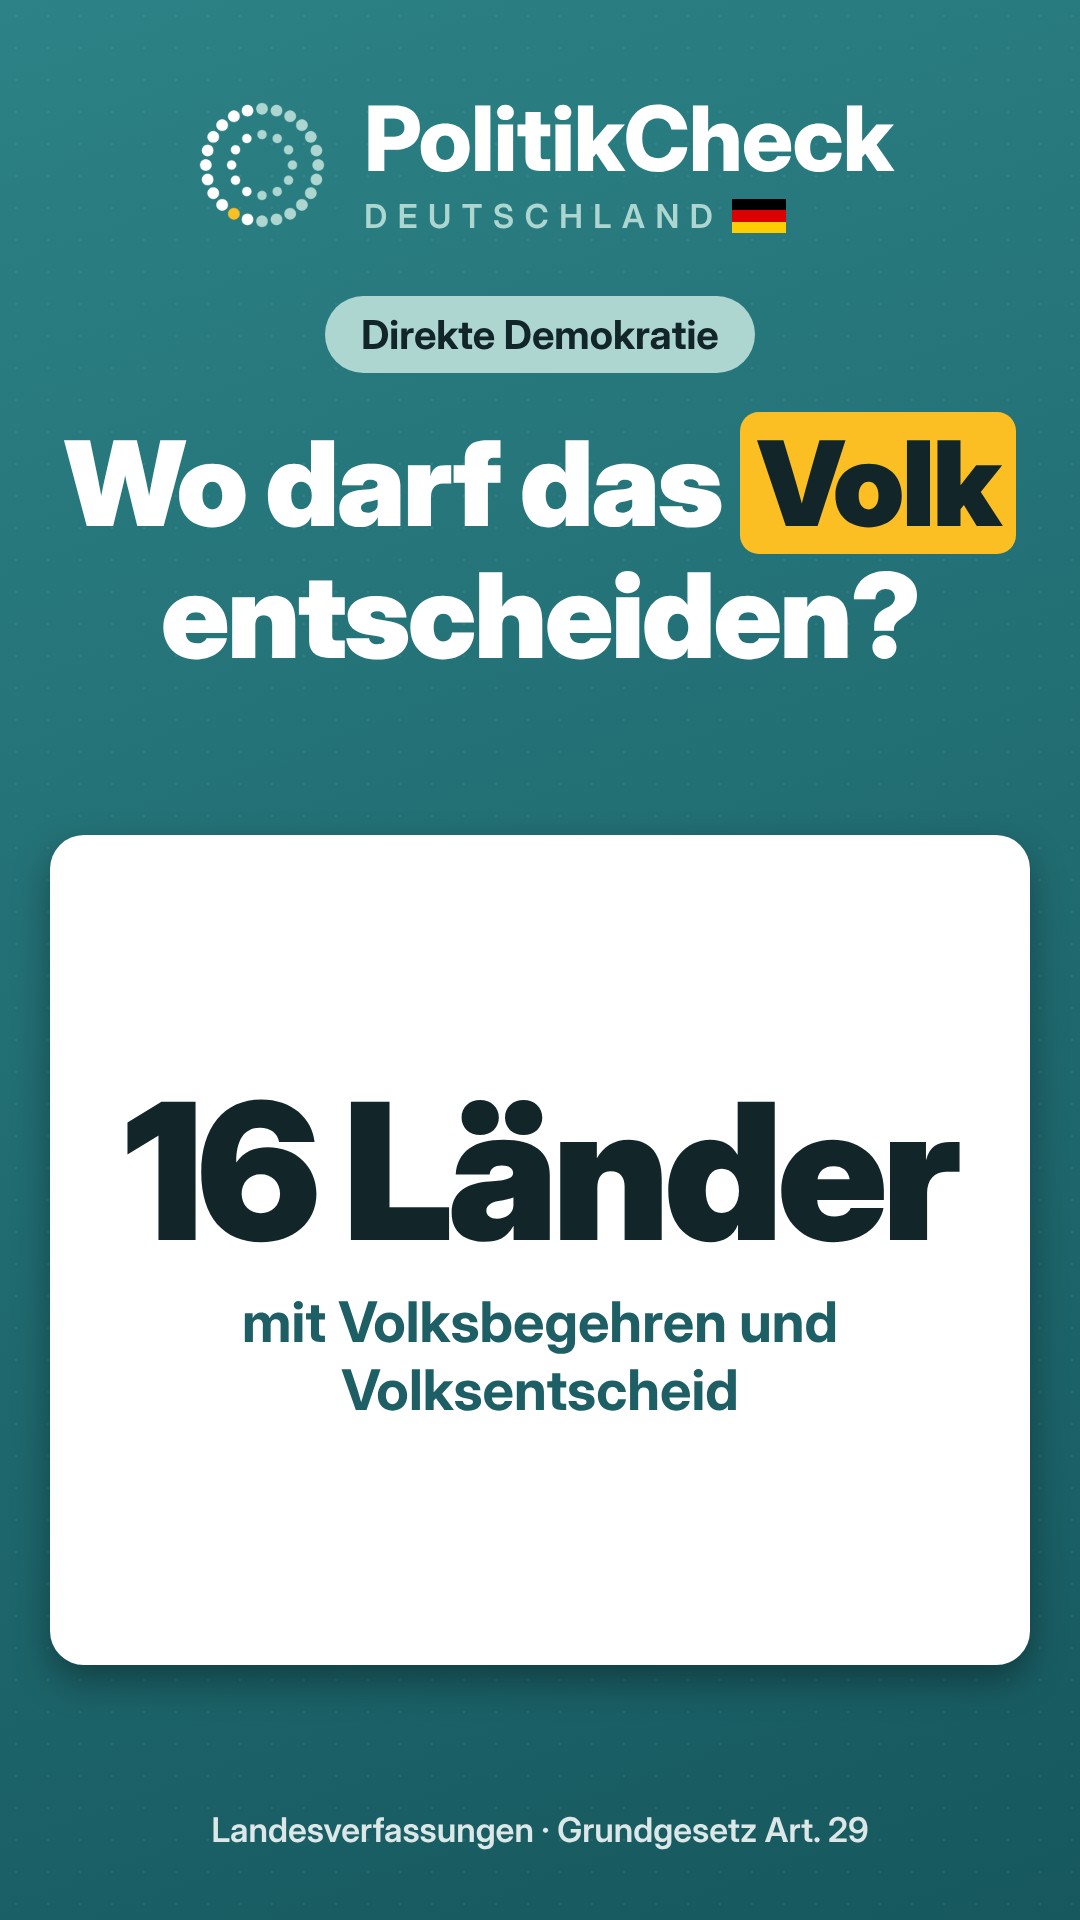 PolitikCheck
DEUTSCHLAND
Direkte Demokratie
Wo darf das Volk
entscheiden?
16 Länder
mit Volksbegehren und
Volksentscheid
Landesverfassungen · Grundgesetz Art. 29